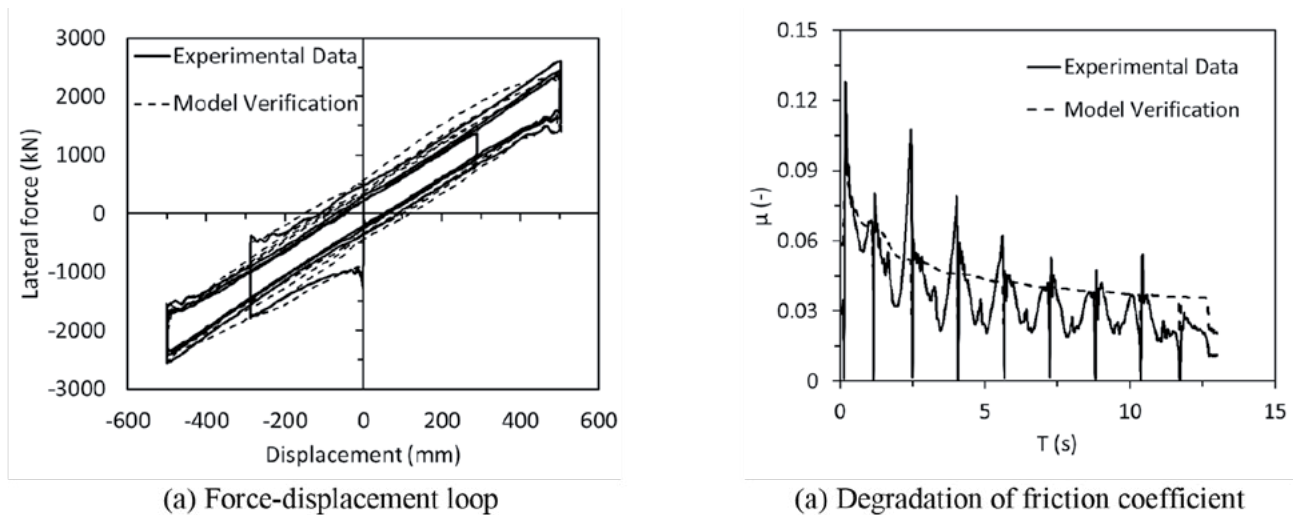 3000
2000
1000
0
-1000
-2000
-3000
Lateral force (kN)
Experimental Data
Model Verification
-600 -400 -200 0 200 400 600
Displacement (mm)
(a) Force-displacement loop
0.15
0.12
0.09
0.06
0.03
0
μ (-)
Experimental Data
Model Verification
0 5 10 15
T (s)
(a) Degradation of friction coefficient